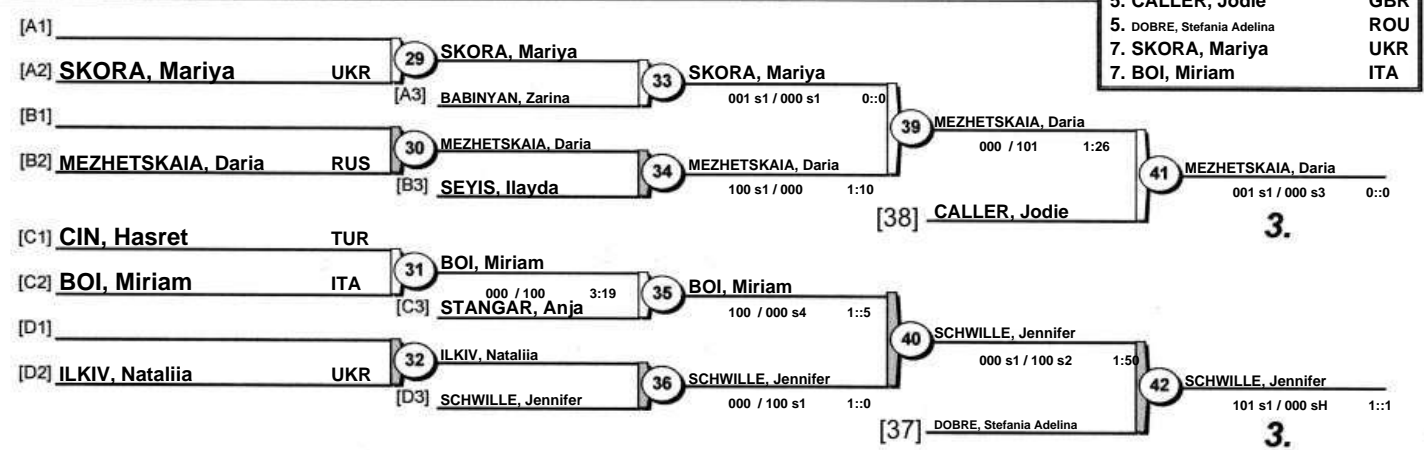 5. CALLER, Jodie GBR
5. DOBRE, Stefania Adelina ROU
7. SKORA, Mariya UKR
7. BOI, Miriam ITA
[A1]
[A2] SKORA, Mariya UKR
29
SKORA, Mariya
[A3] BABINYAN, Zarina
33
SKORA, Mariya
001 s1 / 000 s1 0::0
[B1]
[B2] MEZHETSKAIA, Daria RUS
30
MEZHETSKAIA, Daria
[B3] SEYIS, Ilayda
34
MEZHETSKAIA, Daria
100 s1 / 000 1:10
39
MEZHETSKAIA, Daria
000 / 101 1:26
[38] CALLER, Jodie
41
MEZHETSKAIA, Daria
001 s1 / 000 s3 0::0
3.
[C1] CIN, Hasret TUR
[C2] BOI, Miriam ITA
31
BOI, Miriam
000 / 100 3:19
[C3] STANGAR, Anja
35
BOI, Miriam
100 / 000 s4 1::5
[D1]
[D2] ILKIV, Nataliia UKR
32
ILKIV, Nataliia
[D3] SCHWILLE, Jennifer
36
SCHWILLE, Jennifer
000 / 100 s1 1::0
40
SCHWILLE, Jennifer
000 s1 / 100 s2 1:50
[37] DOBRE, Stefania Adelina
42
SCHWILLE, Jennifer
101 s1 / 000 sH 1::1
3.